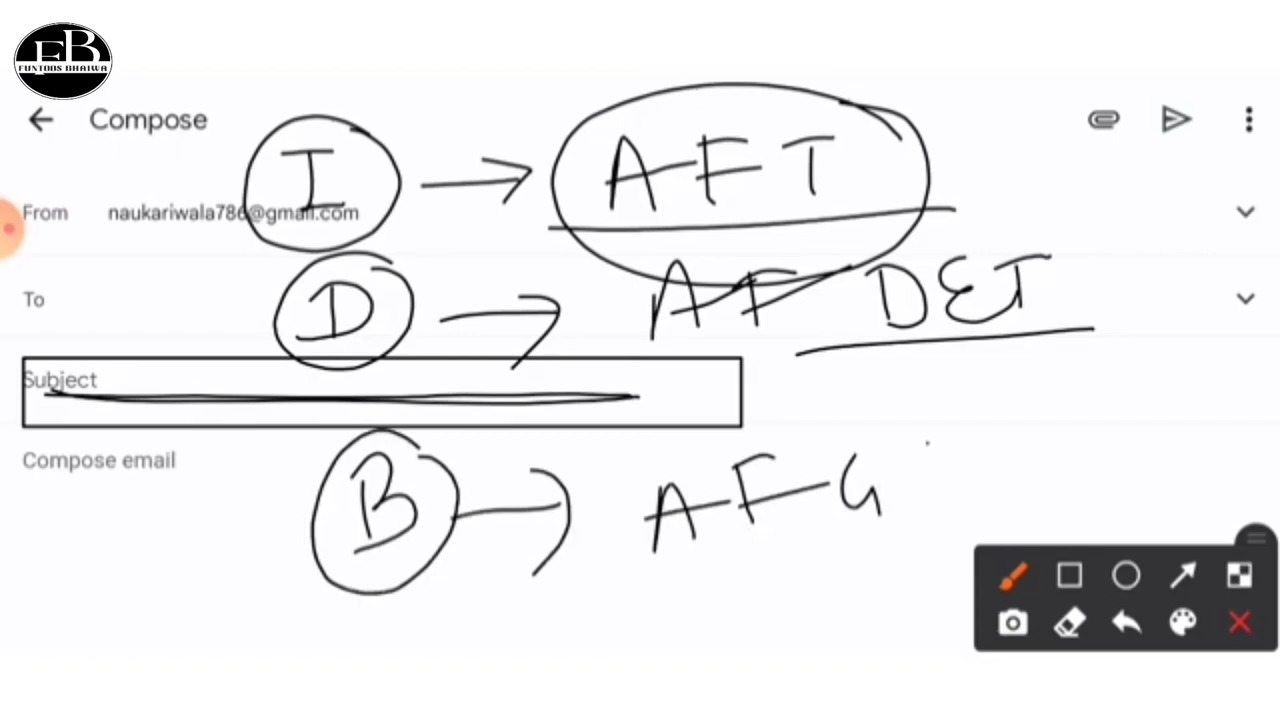 FB
FUNTOOS BHAIWA
Compose
I → AFT
From naukariwala786@gmail.com
D → AF DET
To
Subject
B → AFG
Compose email